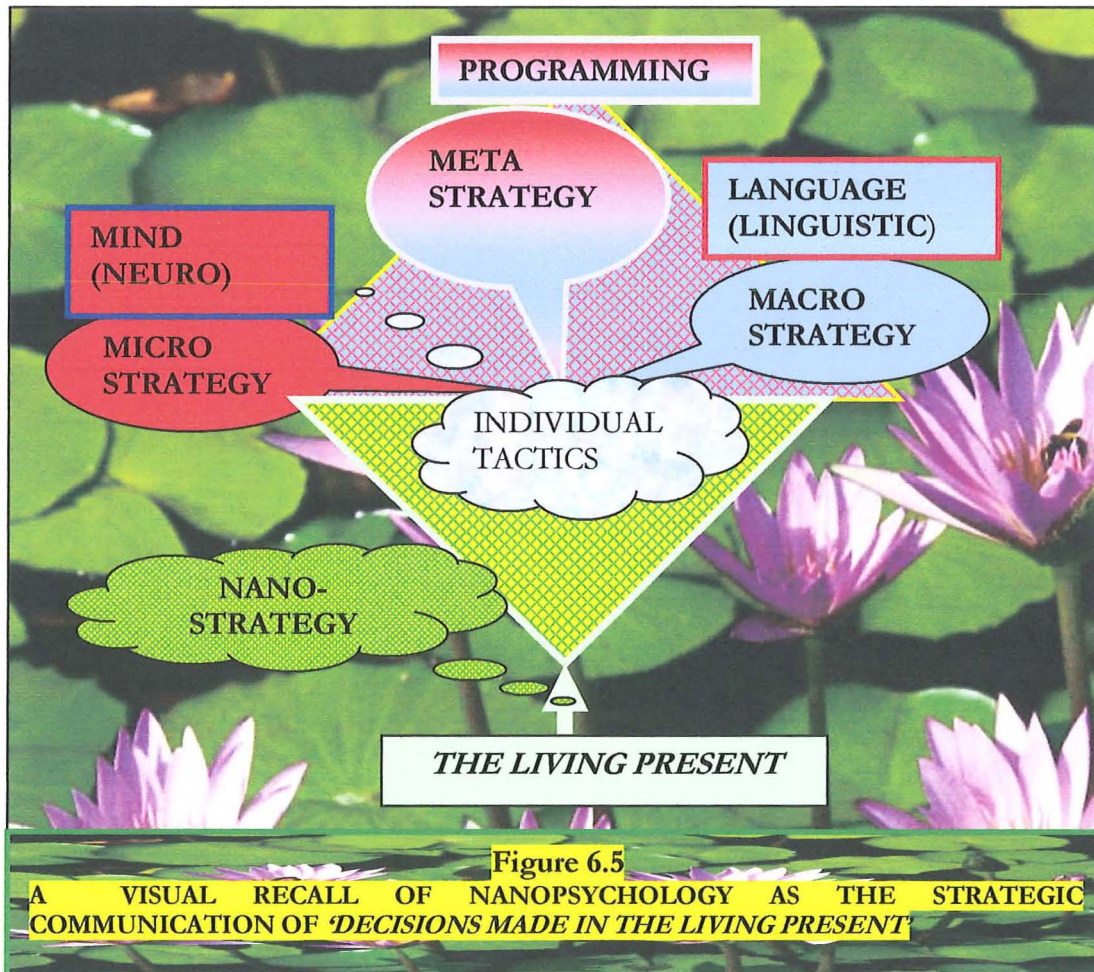 PROGRAMMING
META
STRATEGY
LANGUAGE
(LINGUISTIC)
MIND
(NEURO)
MACRO
STRATEGY
MICRO
STRATEGY
INDIVIDUAL
TACTICS
NANO-
STRATEGY
THE LIVING PRESENT
Figure 6.5
A VISUAL RECALL OF NANOPSYCHOLOGY AS THE STRATEGIC
COMMUNICATION OF ‘DECISIONS MADE IN THE LIVING PRESENT’